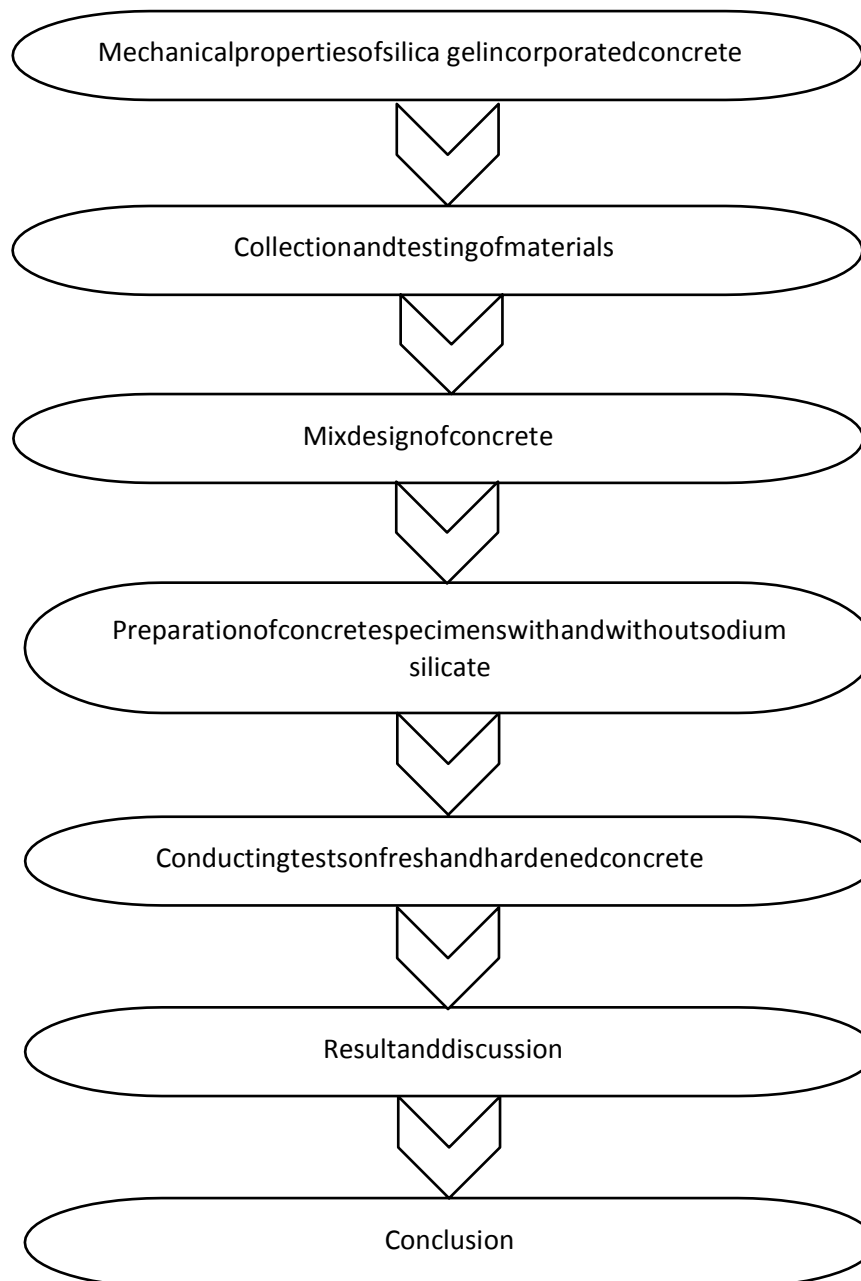 Mechanicalpropertiesofsilica gelincorporatedconcrete
Collectionandtestingofmaterials
Mixdesignofconcrete
Preparationofconcretespecimenswithandwithoutsodium
silicate
Conductingtestsonfreshandhardenedconcrete
Resultanddiscussion
Conclusion